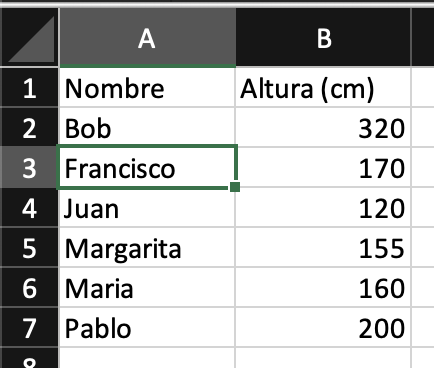 A B
1 Nombre Altura (cm)
2 Bob 320
3 Francisco 170
4 Juan 120
5 Margarita 155
6 Maria 160
7 Pablo 200
8